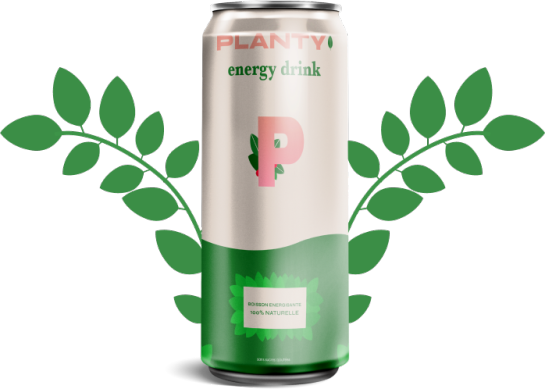 PLANTY
energy drink
P
BOISSON ENERGISANTE
100% NATURELLE